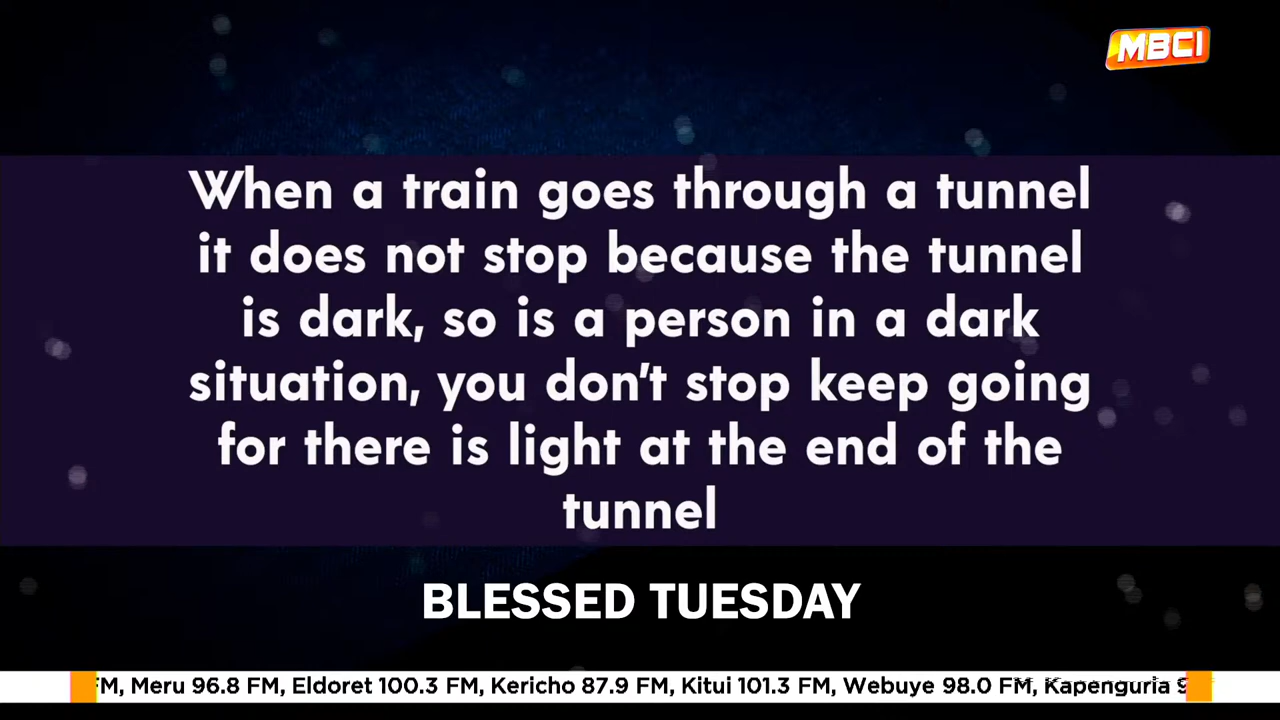 MBCI
When a train goes through a tunnel
it does not stop because the tunnel
is dark, so is a person in a dark
situation, you don't stop keep going
for there is light at the end of the
tunnel
BLESSED TUESDAY
FM, Meru 96.8 FM, Eldoret 100.3 FM, Kericho 87.9 FM, Kitui 101.3 FM, Webuye 98.0 FM, Kapenguria 9